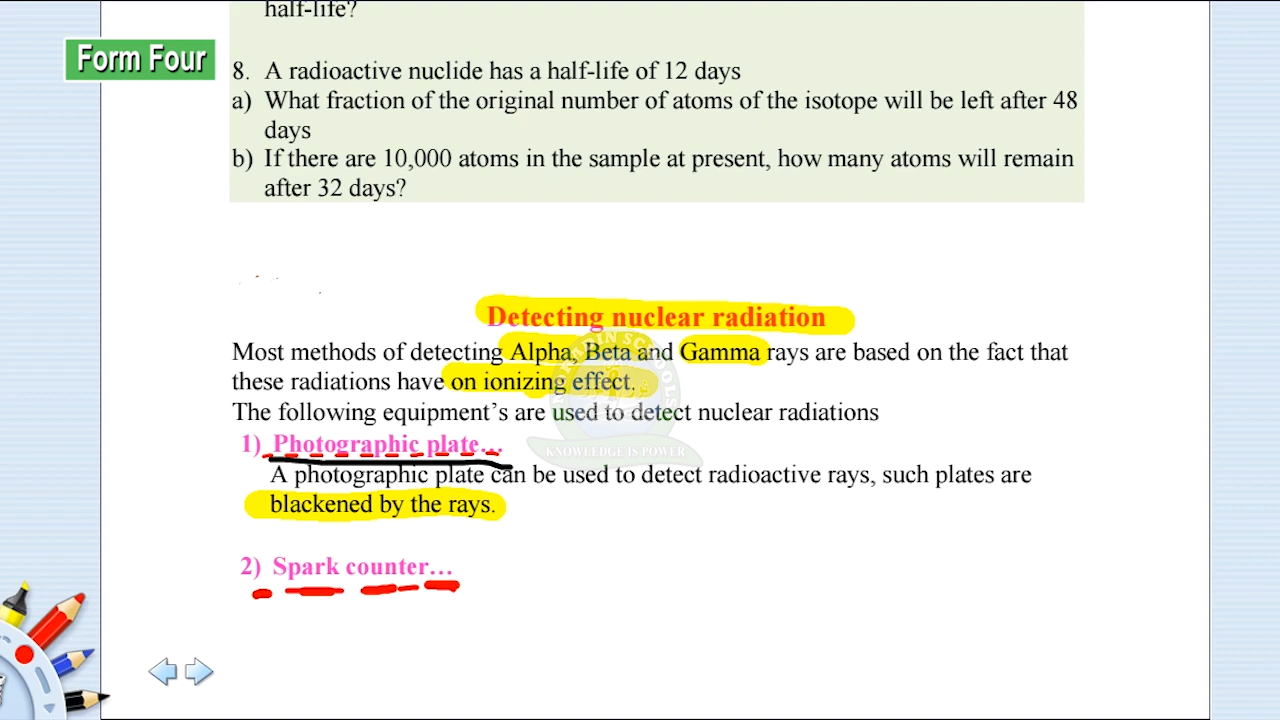 half-life?
Form Four
8. A radioactive nuclide has a half-life of 12 days
a) What fraction of the original number of atoms of the isotope will be left after 48
days
b) If there are 10,000 atoms in the sample at present, how many atoms will remain
after 32 days?
Detecting nuclear radiation
Most methods of detecting Alpha, Beta and Gamma rays are based on the fact that
these radiations have on ionizing effect.
The following equipment's are used to detect nuclear radiations
1) Photographic plate…
KNOWLEDGE IS POWER
A photographic plate can be used to detect radioactive rays, such plates are
blackened by the rays.
2) Spark counter…